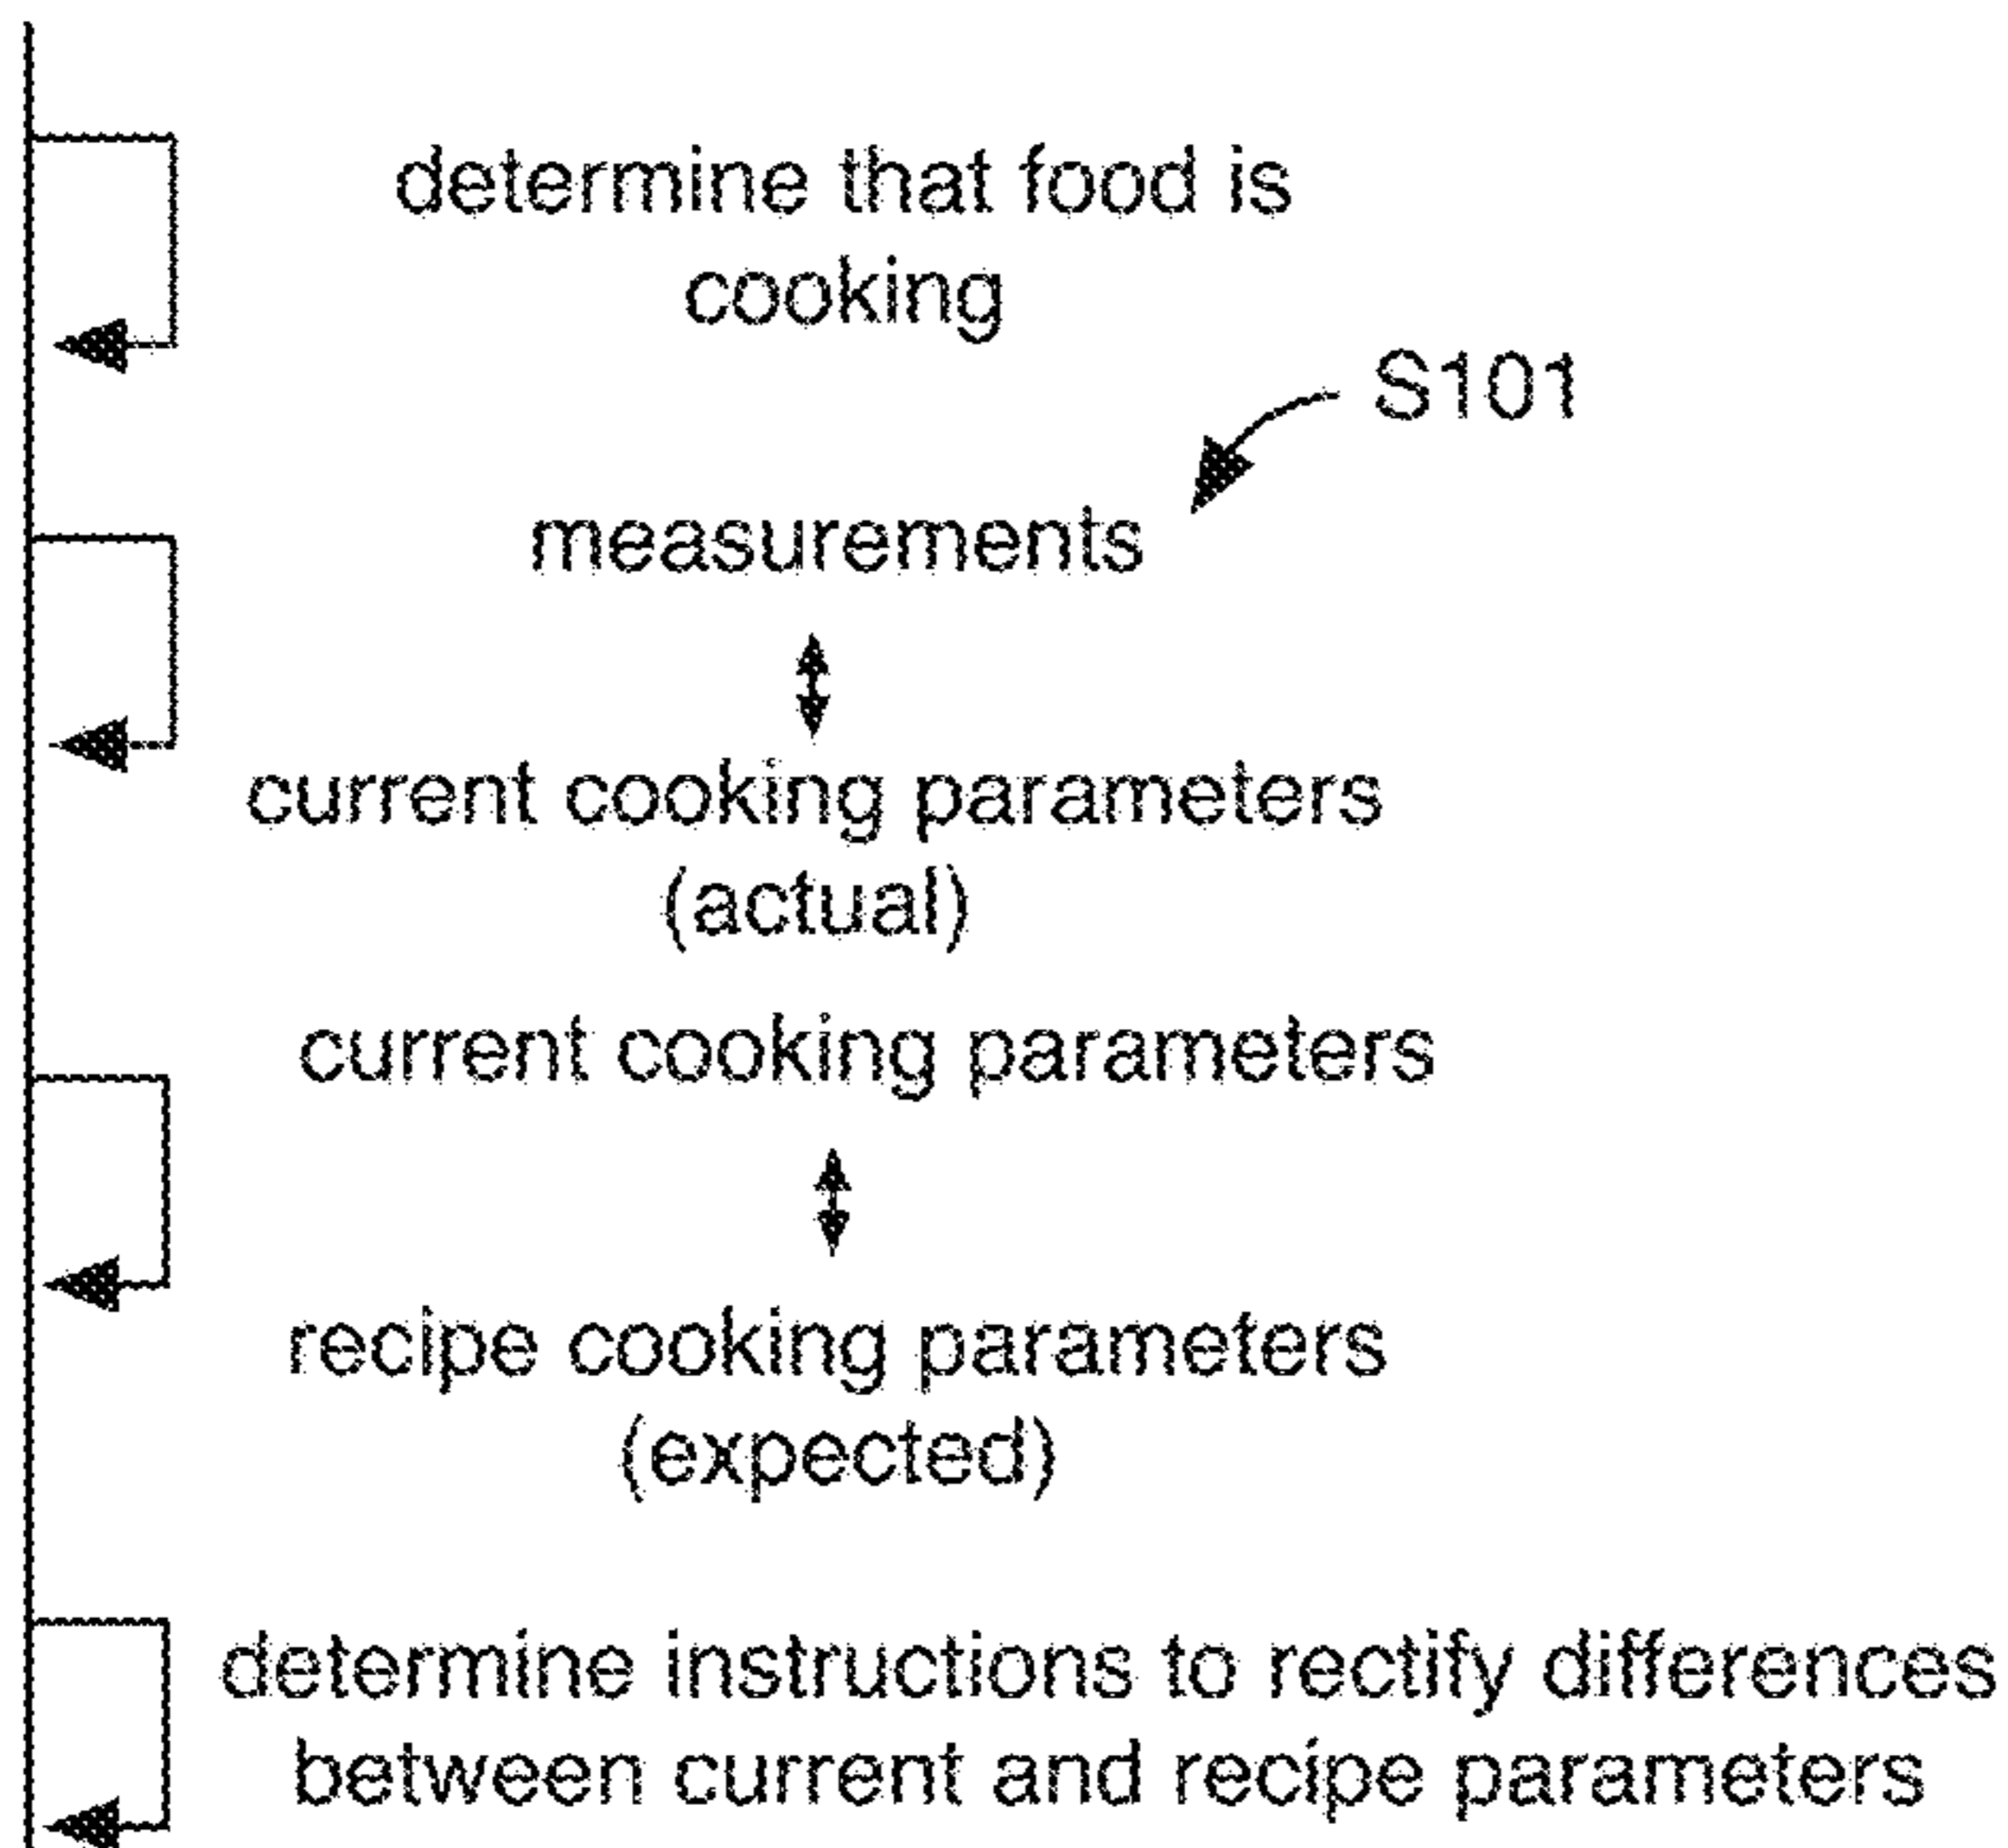 determine that food is
cooking
S101
measurements
current cooking parameters
(actual)
current cooking parameters
recipe cooking parameters
(expected)
determine instructions to rectify differences
between current and recipe parameters